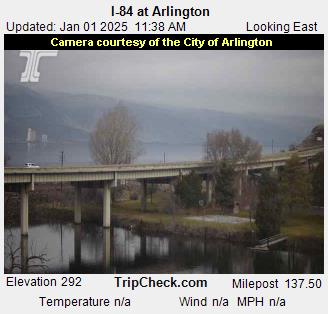 I-84 at Arlington
Updated: Jan 01 2025 11:38 AM Looking East
Camera courtesy of the City of Arlington
Elevation 292 TripCheck.com Milepost 137.50
Temperature n/a Wind n/a MPH n/a